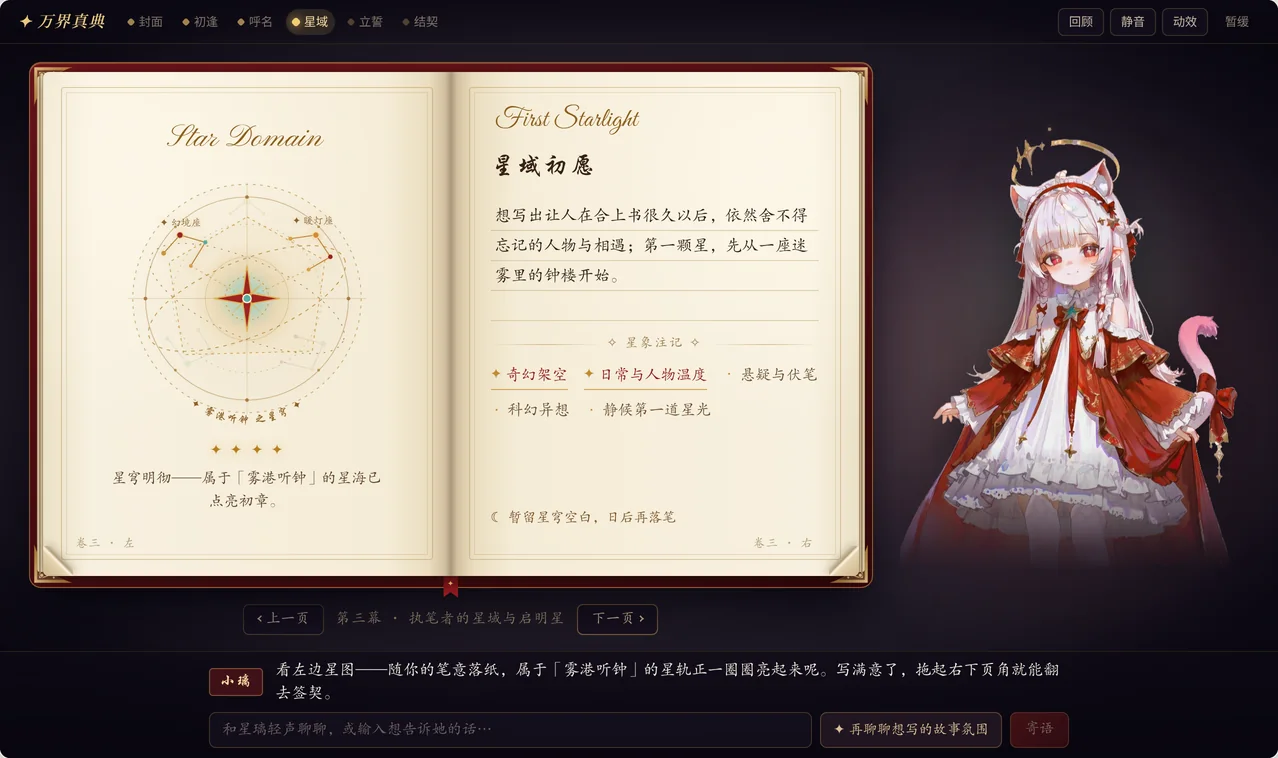 万界真典
封面 初逢 呼名 星域 立誓 结契
回顾 静音 动效 暂缓
Star Domain
幻境座
暖灯座
雾港听钟 之星穹
星穹明彻——属于「雾港听钟」的星海已
点亮初章。
卷三 · 左
First Starlight
星域初愿
想写出让人在合上书很久以后，依然舍不得
忘记的人物与相遇；第一颗星，先从一座迷
雾里的钟楼开始。
星象注记
奇幻架空 日常与人物温度 · 悬疑与伏笔
· 科幻异想 · 静候第一道星光
暂留星穹空白，日后再落笔
卷三 · 右
‹ 上一页 第三幕 · 执笔者的星域与启明星 下一页 ›
小璃
看左边星图——随你的笔意落纸，属于「雾港听钟」的星轨正一圈圈亮起来呢。写满意了，拖起右下页角就能翻
去签契。
和星璃轻声聊聊，或输入想告诉她的话…
再聊聊想写的故事氛围
寄语